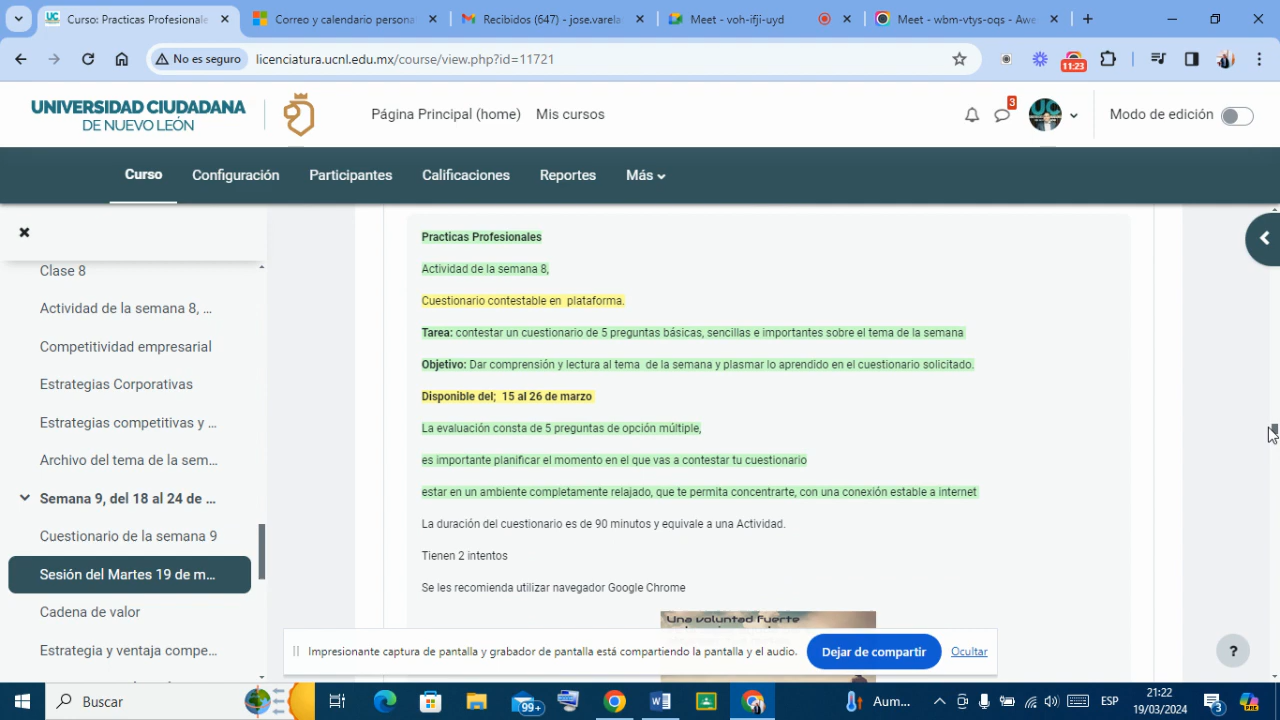 Curso: Practicas Profesionale
Correo y calendario persona
Recibidos (647) - jose.varela
Meet - voh-ifji-uyd
Meet - wbm-vtys-oqs - Awe
No es seguro
licenciatura.ucnl.edu.mx/course/view.php?id=11721
11:23
UNIVERSIDAD CIUDADANA
DE NUEVO LEÓN
Página Principal (home)
Mis cursos
3
Modo de edición
Curso
Configuración
Participantes
Calificaciones
Reportes
Más
Clase 8
Actividad de la semana 8, ...
Competitividad empresarial
Estrategias Corporativas
Estrategias competitivas y ...
Archivo del tema de la sem...
Semana 9, del 18 al 24 de ...
Cuestionario de la semana 9
Sesión del Martes 19 de m...
Cadena de valor
Estrategia y ventaja compe...
Practicas Profesionales
Actividad de la semana 8,
Cuestionario contestable en plataforma.
Tarea: contestar un cuestionario de 5 preguntas básicas, sencillas e importantes sobre el tema de la semana
Objetivo: Dar comprensión y lectura al tema de la semana y plasmar lo aprendido en el cuestionario solicitado.
Disponible del; 15 al 26 de marzo
La evaluación consta de 5 preguntas de opción múltiple,
es importante planificar el momento en el que vas a contestar tu cuestionario
estar en un ambiente completamente relajado, que te permita concentrarte, con una conexión estable a internet
La duración del cuestionario es de 90 minutos y equivale a una Actividad.
Tienen 2 intentos
Se les recomienda utilizar navegador Google Chrome
Una voluntad fuerte
Impresionante captura de pantalla y grabador de pantalla está compartiendo la pantalla y el audio.
Dejar de compartir
Ocultar
?
Buscar
99+
Aum...
ESP
21:22
19/03/2024
3
PRE